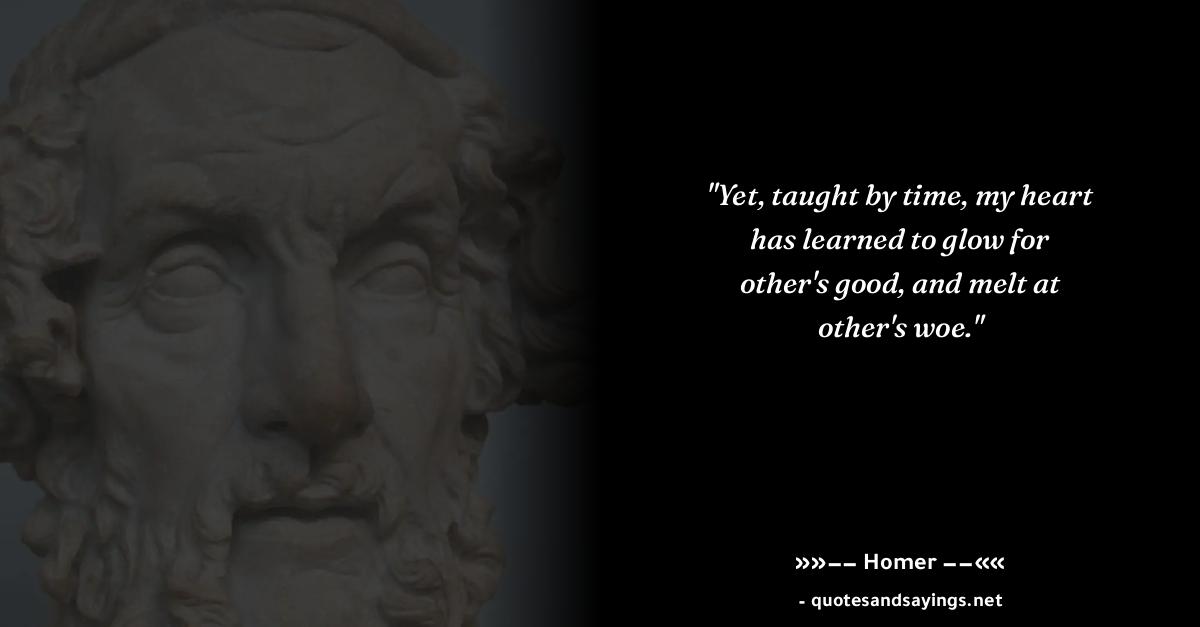 "Yet, taught by time, my heart
has learned to glow for
other's good, and melt at
other's woe."
»»−− Homer −−««
- quotesandsayings.net